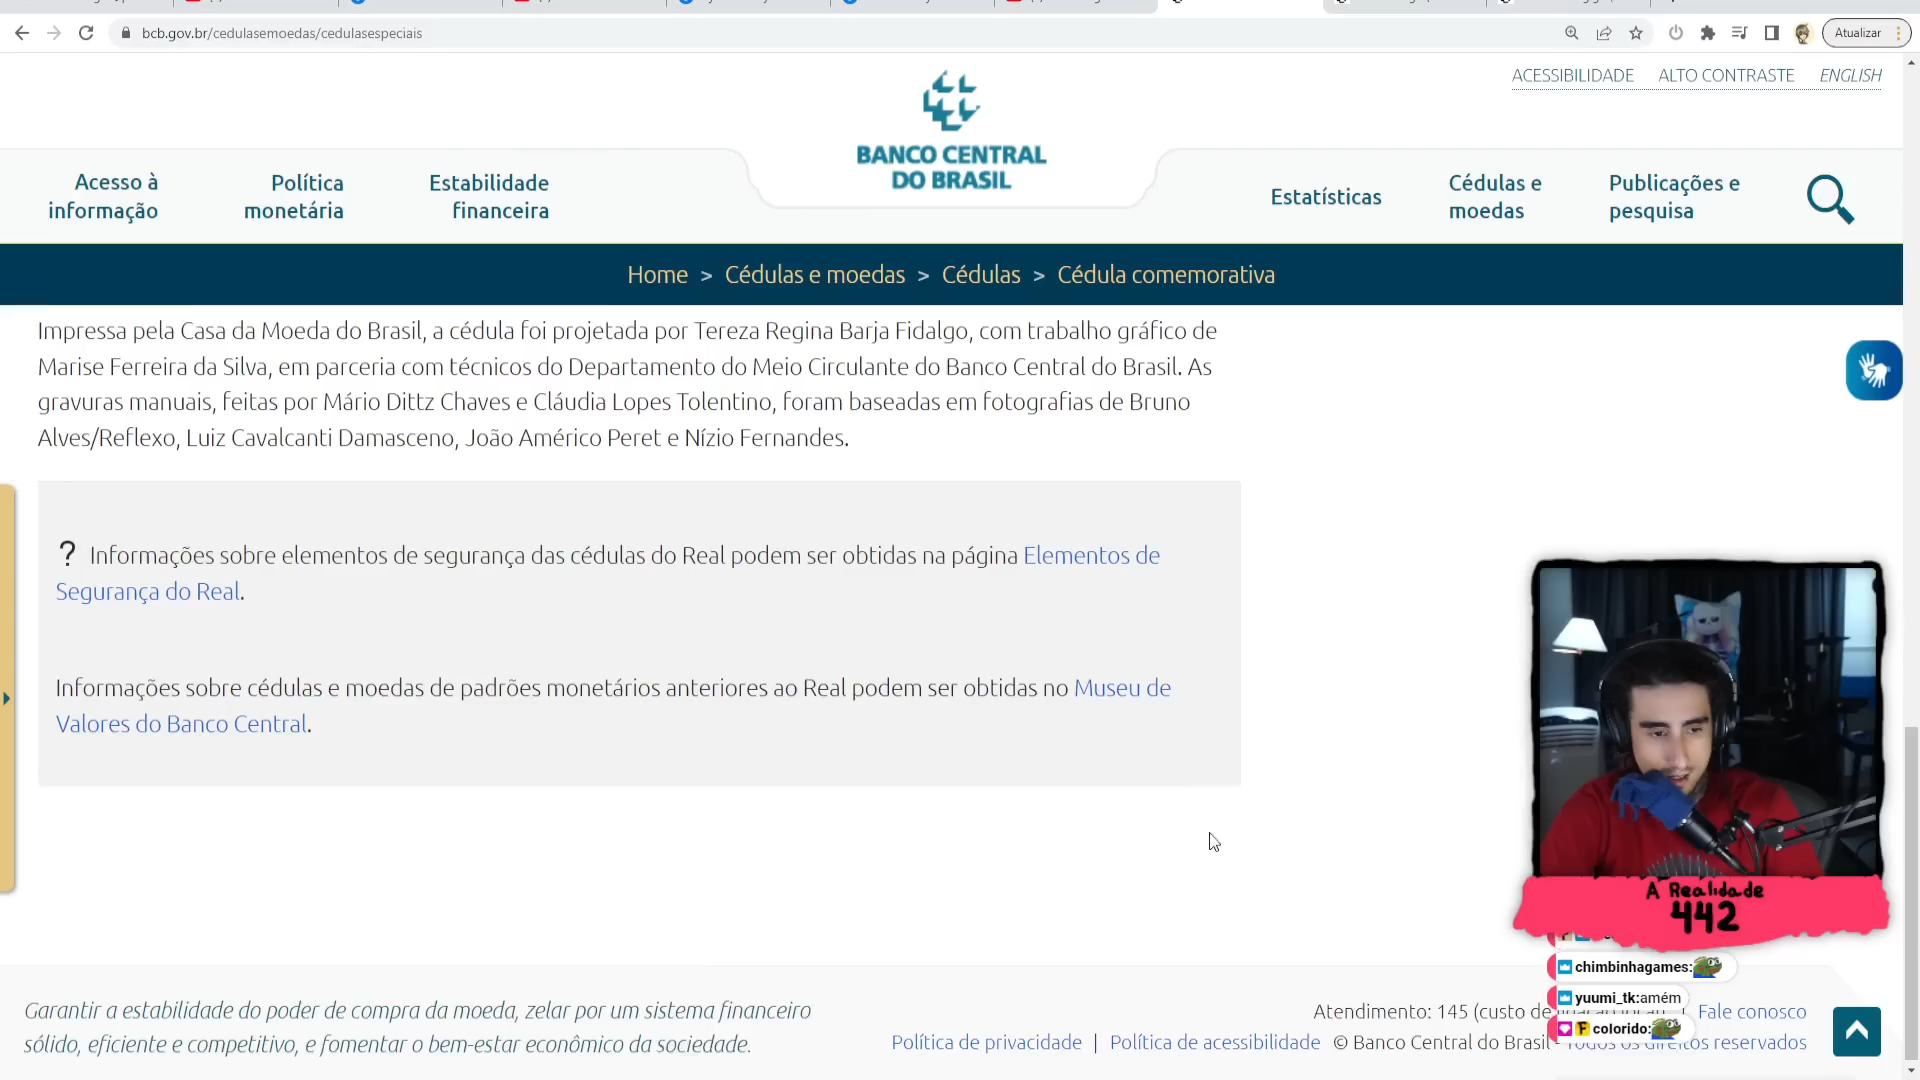 bcb.gov.br/cedulasemoedas/cedulasespeciais
Atualizar
ACESSIBILIDADE ALTO CONTRASTE ENGLISH
BANCO CENTRAL
DO BRASIL
Acesso à
informação
Política
monetária
Estabilidade
financeira
Estatísticas
Cédulas e
moedas
Publicações e
pesquisa
Home > Cédulas e moedas > Cédulas > Cédula comemorativa
Impressa pela Casa da Moeda do Brasil, a cédula foi projetada por Tereza Regina Barja Fidalgo, com trabalho gráfico de
Marise Ferreira da Silva, em parceria com técnicos do Departamento do Meio Circulante do Banco Central do Brasil. As
gravuras manuais, feitas por Mário Dittz Chaves e Cláudia Lopes Tolentino, foram baseadas em fotografias de Bruno
Alves/Reflexo, Luiz Cavalcanti Damasceno, João Américo Peret e Nízio Fernandes.
? Informações sobre elementos de segurança das cédulas do Real podem ser obtidas na página Elementos de
Segurança do Real.
Informações sobre cédulas e moedas de padrões monetários anteriores ao Real podem ser obtidas no Museu de
Valores do Banco Central.
A Realidade
442
chimbinhagames:
yuumi_tk:amém
colorido:
Garantir a estabilidade do poder de compra da moeda, zelar por um sistema financeiro
sólido, eficiente e competitivo, e fomentar o bem-estar econômico da sociedade.
Atendimento: 145 (custo de Fale conosco
Política de privacidade | Política de acessibilidade © Banco Central do Brasil - Todos os direitos reservados